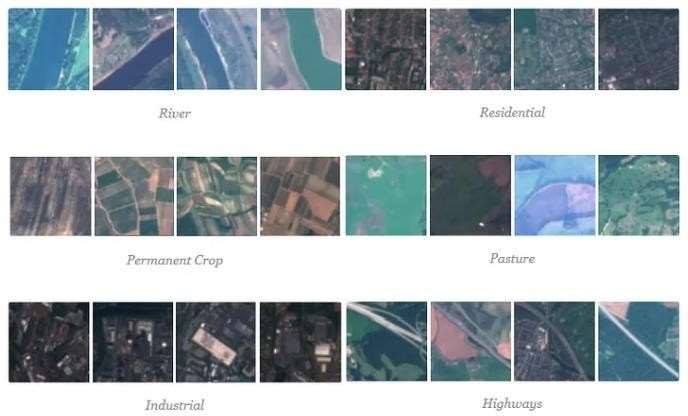 River
Residential
Permanent Crop
Pasture
Industrial
Highways